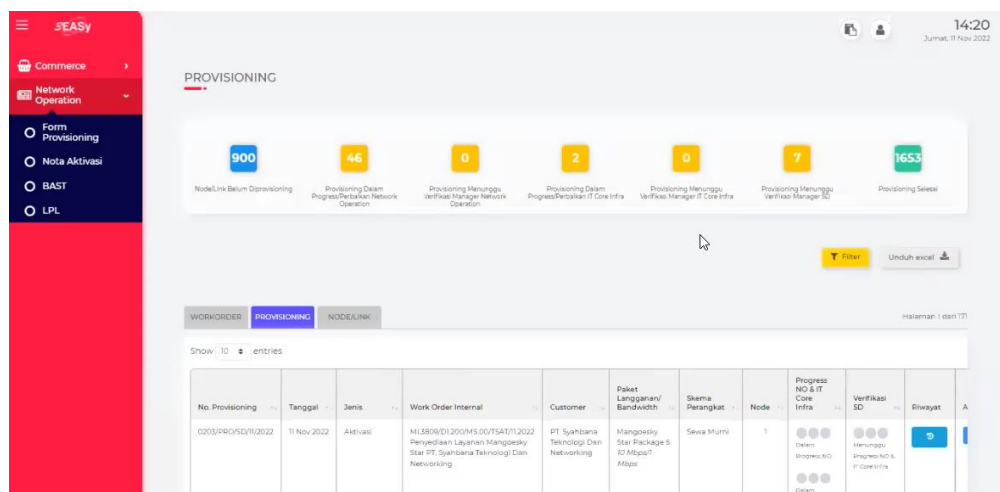 EASy
14:20
Jumat, 11 Nov 2022
Commerce
Network
Operation
Form
Provisioning
Nota Aktivasi
BAST
LPL
PROVISIONING
900
46
0
2
0
7
1653
Node/Link Belum Diprovisioning
Provisioning Dalam
Progress/Perbaikan Network
Operation
Provisioning Menunggu
Verifikasi Manager Network
Operation
Provisioning Dalam
Progress/Perbaikan IT Core Infra
Provisioning Menunggu
Verifikasi Manager IT Core Infra
Provisioning Menunggu
Verifikasi Manager SD
Provisioning Selesai
Filter
Unduh excel
WORKORDER
PROVISIONING
NODE/LINK
Halaman 1 dari 171
Show 10 entries
No. Provisioning
Tanggal
Jenis
Work Order Internal
Customer
Paket
Langganan/
Bandwidth
Skema
Perangkat
Node
Progress
NO & IT
Core
Infra
Verifikasi
SD
Riwayat
A
0203/PRO/SD/11/2022
11 Nov 2022
Aktivasi
MI.3809/D1.200/MS.00/TSAT/11.2022
Penyediaan Layanan Mangoesky
Star PT. Syahbana Teknologi Dan
Networking
PT. Syahbana
Teknologi Dan
Networking
Mangoesky
Star Package 5
10 Mbps/1
Mbps
Sewa Murni
1
Dalam
Progress NO
Menunggu
Progress NO &
IT Core Infra
Dalam